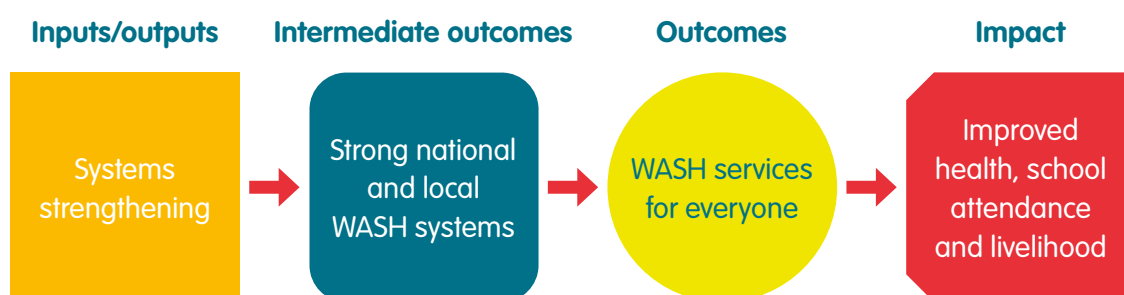 Inputs/outputs
Intermediate outcomes
Outcomes
Impact
Systems
strengthening
Strong national
and local
WASH systems
WASH services
for everyone
Improved
health, school
attendance
and livelihood